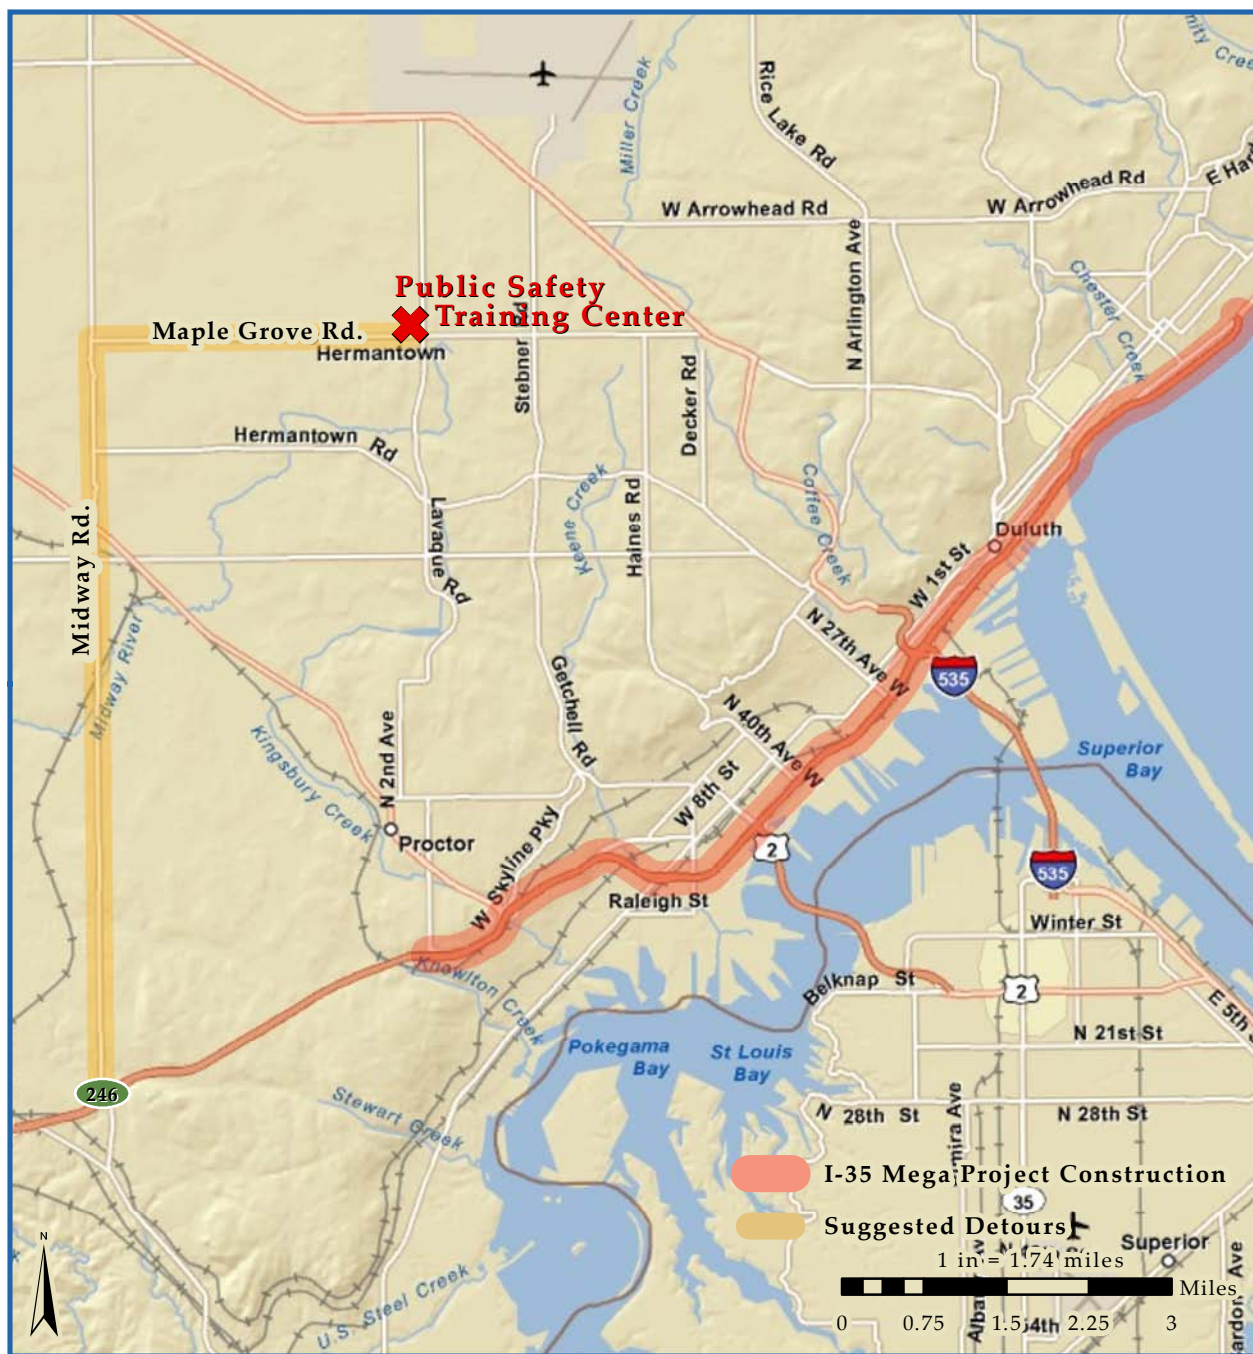 Miller Creek
Rice Lake Rd
W Arrowhead Rd
W Arrowhead Rd
N Arlington Ave
Chester Creek
Public Safety
Training Center
Maple Grove Rd.
Hermantown
Stebner Rd
Decker Rd
Hermantown Rd
Lavaque Rd
Keene Creek
Haines Rd
Coffee Creek
Duluth
W 1st St
Midway Rd.
Midway River
N 27th Ave W
535
Getchell Rd
N 40th Ave W
Kingsbury Creek
N 2nd Ave
Superior
Bay
W 8th St
Proctor
2
535
W Skyline Pky
Raleigh St
Winter St
Knowlton Creek
Belknap St
2
E 5th
N 21st St
Pokegama
Bay
St Louis
Bay
246
Stewart Creek
N 28th St
N 28th St
I-35 Mega Project Construction
35
Suggested Detours
Superior
1 in = 1.74 miles
Miles
0 0.75 1.5 2.25 3
N
U.S. Steel Creek